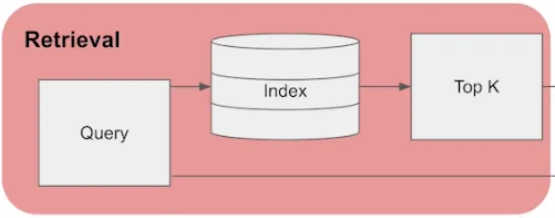 Retrieval
Query
Index
Top K